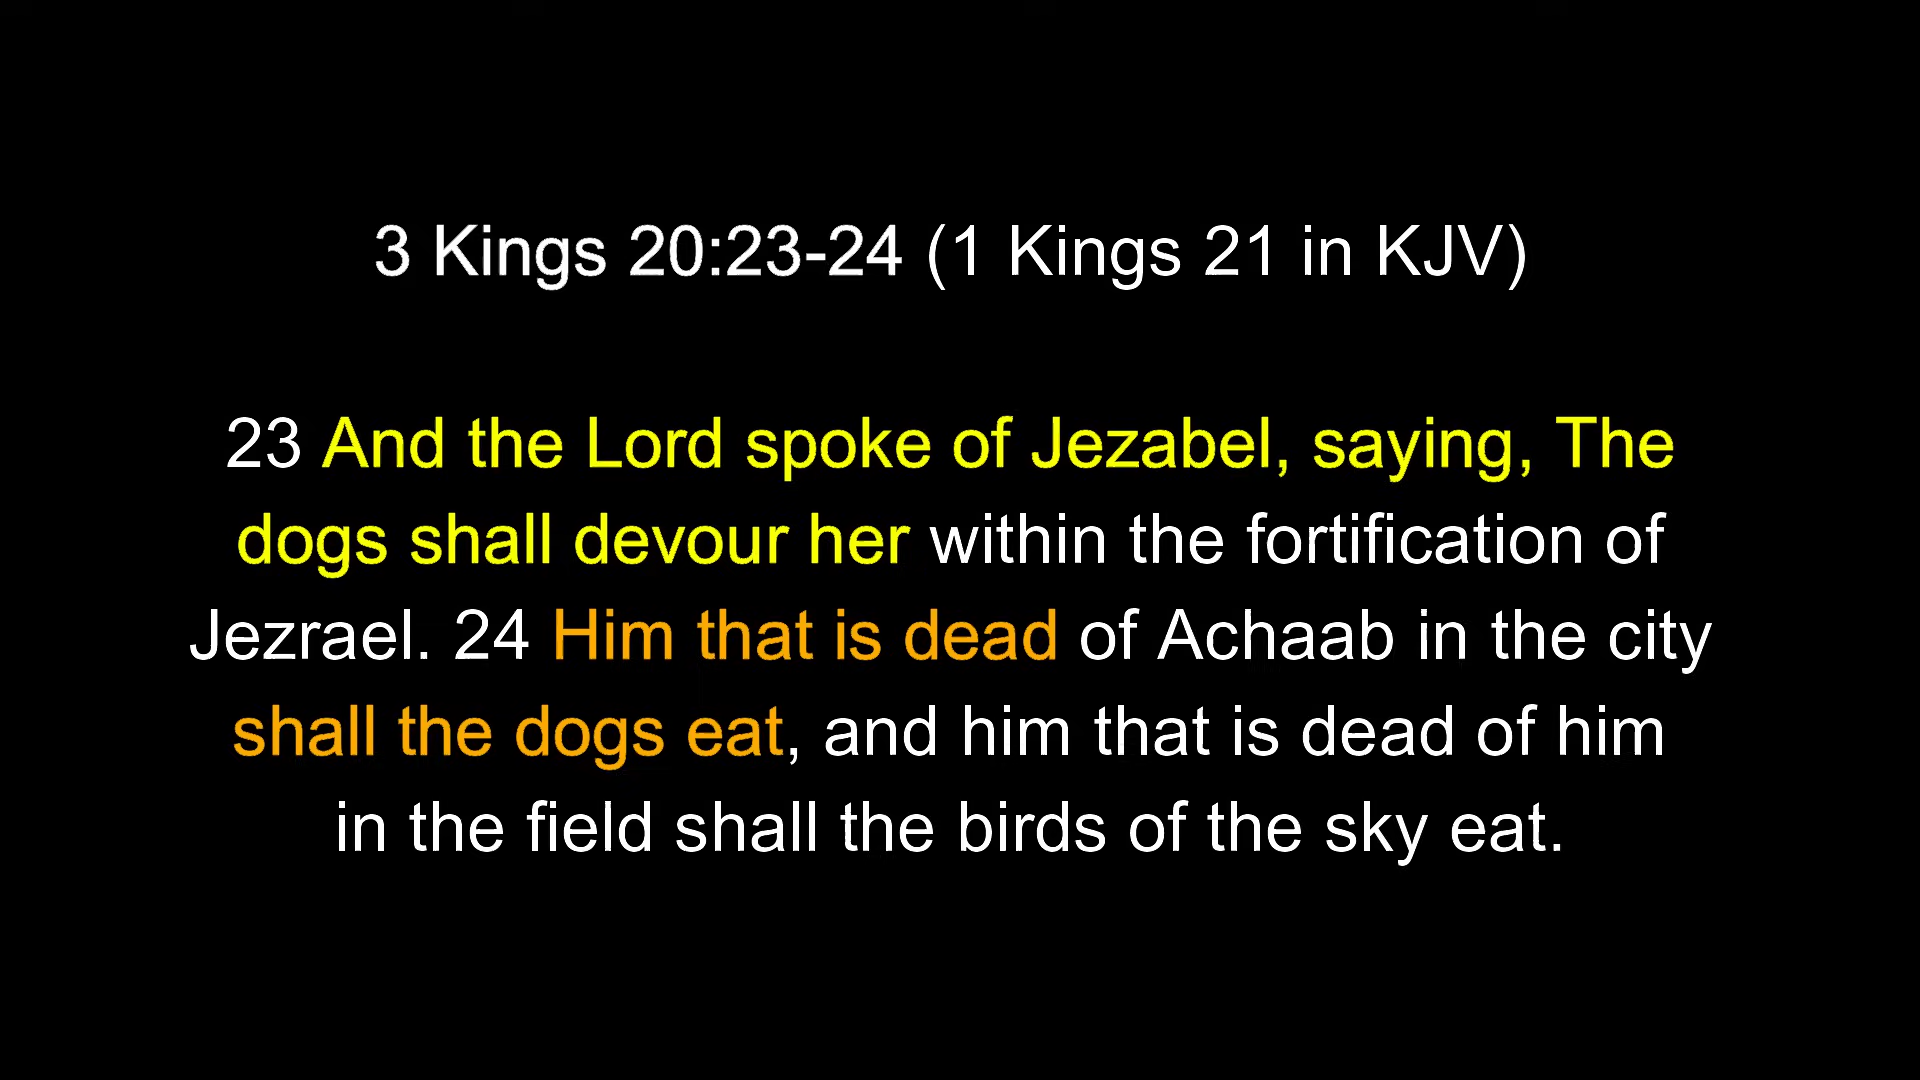 3 Kings 20:23-24 (1 Kings 21 in KJV)
23 And the Lord spoke of Jezabel, saying, The
dogs shall devour her within the fortification of
Jezrael. 24 Him that is dead of Achaab in the city
shall the dogs eat, and him that is dead of him
in the field shall the birds of the sky eat.